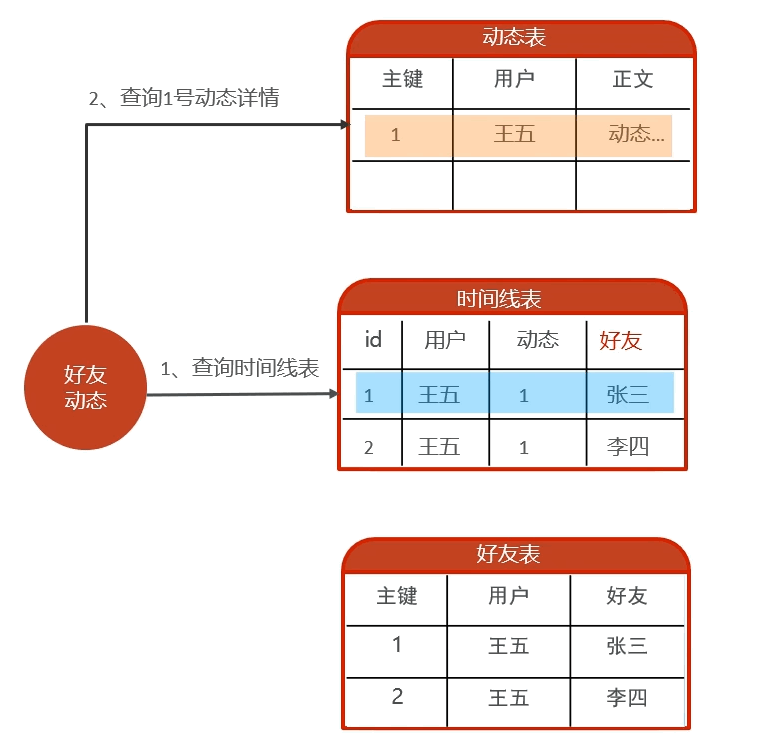 动态表
主键 用户 正文
1 王五 动态...
2、查询1号动态详情
时间线表
id 用户 动态 好友
1 王五 1 张三
2 王五 1 李四
1、查询时间线表
好友
动态
好友表
主键 用户 好友
1 王五 张三
2 王五 李四